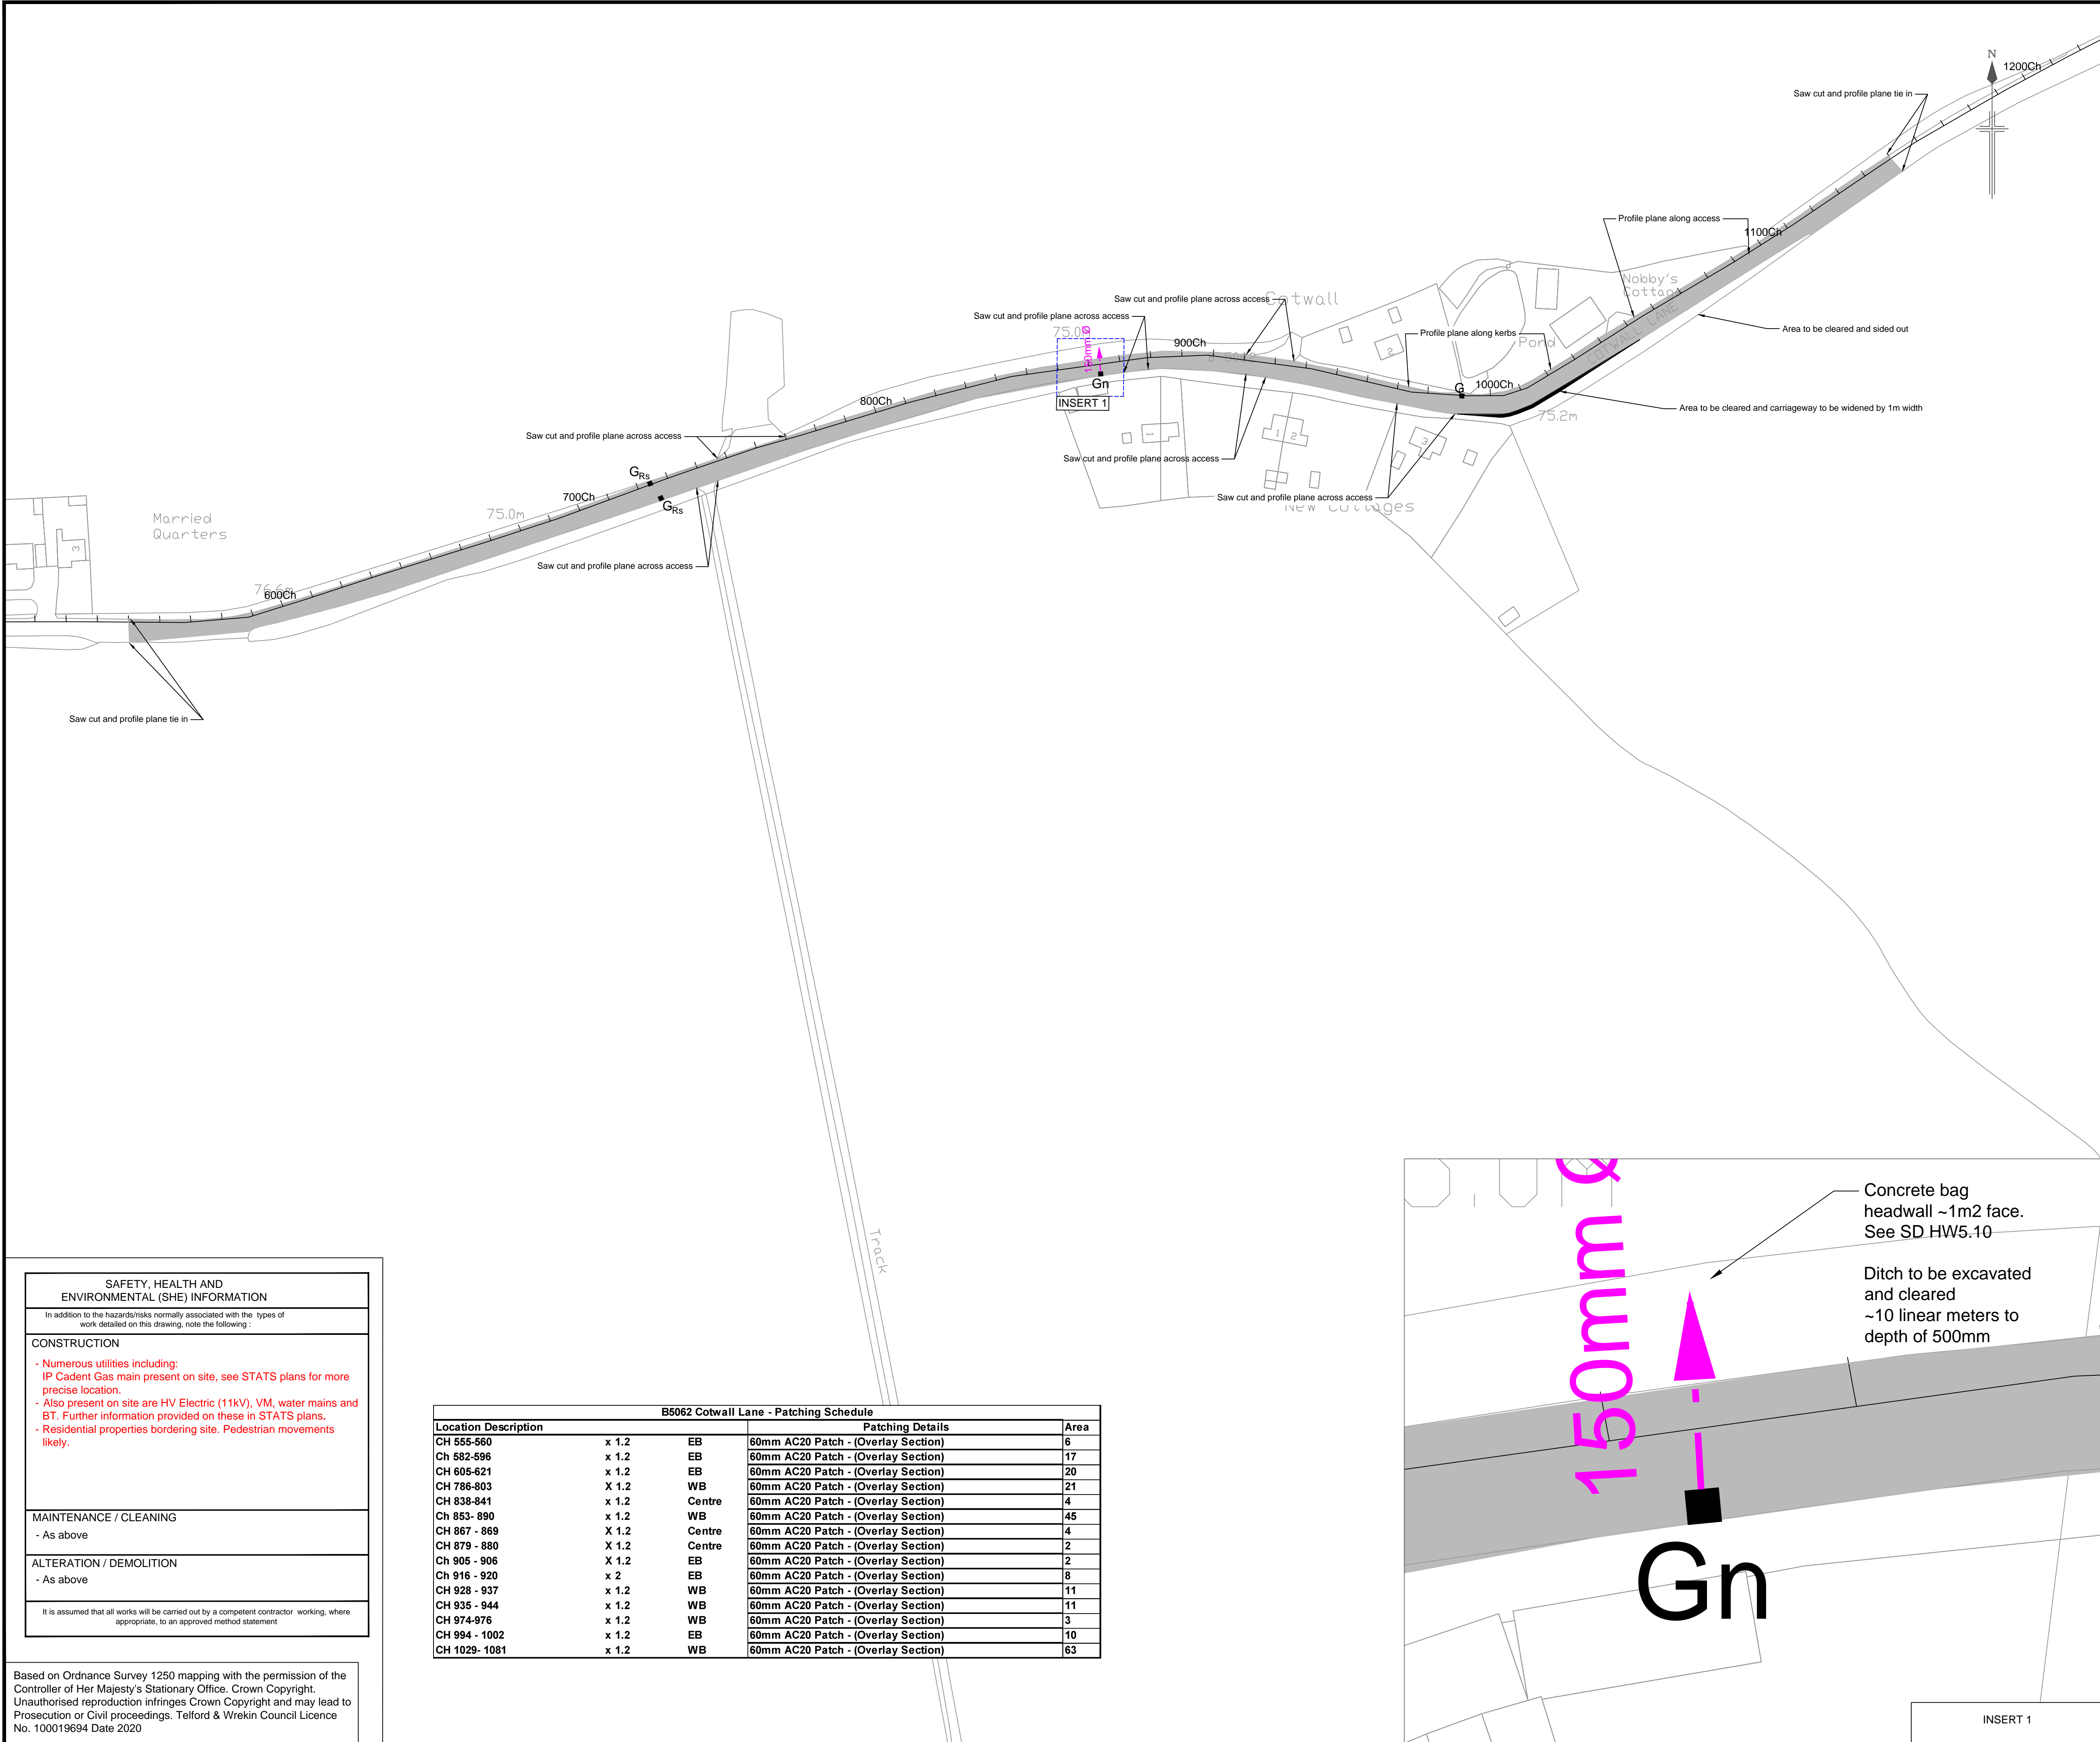 N
1200Ch
Saw cut and profile plane tie in
Profile plane along access
1100Ch
Nobby's
Cottage
COTWALL LANE
Area to be cleared and sided out
Saw cut and profile plane across access
Cotwall
Saw cut and profile plane across access
75.0m
150mm Ø
900Ch
Profile plane along kerbs
Pond
2
Gn
INSERT 1
G
1000Ch
Area to be cleared and carriageway to be widened by 1m width
75.2m
800Ch
Saw cut and profile plane across access
1
1 2
3
Saw cut and profile plane across access
GRs
700Ch
GRs
Saw cut and profile plane across access
New Cottages
75.0m
Married
Quarters
3
Saw cut and profile plane across access
76.6m
600Ch
Saw cut and profile plane tie in
Track
150mm Ø
Concrete bag
headwall ~1m2 face.
See SD HW5.10
Ditch to be excavated
and cleared
~10 linear meters to
depth of 500mm
Gn
INSERT 1
SAFETY, HEALTH AND
ENVIRONMENTAL (SHE) INFORMATION
In addition to the hazards/risks normally associated with the types of
work detailed on this drawing, note the following :
CONSTRUCTION
- Numerous utilities including:
IP Cadent Gas main present on site, see STATS plans for more
precise location.
- Also present on site are HV Electric (11kV), VM, water mains and
BT. Further information provided on these in STATS plans.
- Residential properties bordering site. Pedestrian movements
likely.
MAINTENANCE / CLEANING
- As above
ALTERATION / DEMOLITION
- As above
It is assumed that all works will be carried out by a competent contractor working, where
appropriate, to an approved method statement
Based on Ordnance Survey 1250 mapping with the permission of the
Controller of Her Majesty's Stationary Office. Crown Copyright.
Unauthorised reproduction infringes Crown Copyright and may lead to
Prosecution or Civil proceedings. Telford & Wrekin Council Licence
No. 100019694 Date 2020
B5062 Cotwall Lane - Patching Schedule
Location Description Patching Details Area
CH 555-560 x 1.2 EB 60mm AC20 Patch - (Overlay Section) 6
Ch 582-596 x 1.2 EB 60mm AC20 Patch - (Overlay Section) 17
CH 605-621 x 1.2 EB 60mm AC20 Patch - (Overlay Section) 20
CH 786-803 X 1.2 WB 60mm AC20 Patch - (Overlay Section) 21
CH 838-841 x 1.2 Centre 60mm AC20 Patch - (Overlay Section) 4
Ch 853- 890 x 1.2 WB 60mm AC20 Patch - (Overlay Section) 45
CH 867 - 869 X 1.2 Centre 60mm AC20 Patch - (Overlay Section) 4
CH 879 - 880 X 1.2 Centre 60mm AC20 Patch - (Overlay Section) 2
Ch 905 - 906 X 1.2 EB 60mm AC20 Patch - (Overlay Section) 2
Ch 916 - 920 x 2 EB 60mm AC20 Patch - (Overlay Section) 8
CH 928 - 937 x 1.2 WB 60mm AC20 Patch - (Overlay Section) 11
CH 935 - 944 x 1.2 WB 60mm AC20 Patch - (Overlay Section) 11
CH 974-976 x 1.2 WB 60mm AC20 Patch - (Overlay Section) 3
CH 994 - 1002 x 1.2 EB 60mm AC20 Patch - (Overlay Section) 10
CH 1029- 1081 x 1.2 WB 60mm AC20 Patch - (Overlay Section) 63